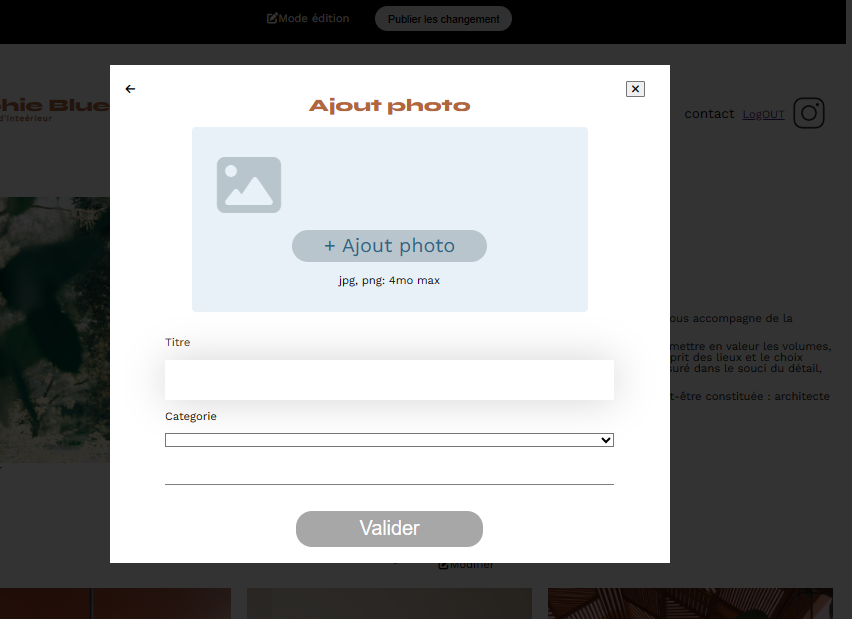 Mode édition
Publier les changement
Ajout photo
hie Blue
d'inteérieur
contact LogOUT
+ Ajout photo
jpg, png: 4mo max
Titre
ous accompagne de la
mettre en valeur les volumes,
prit des lieux et le choix
uré dans le souci du détail,
t-être constituée : architecte
Categorie
Valider
Modifier